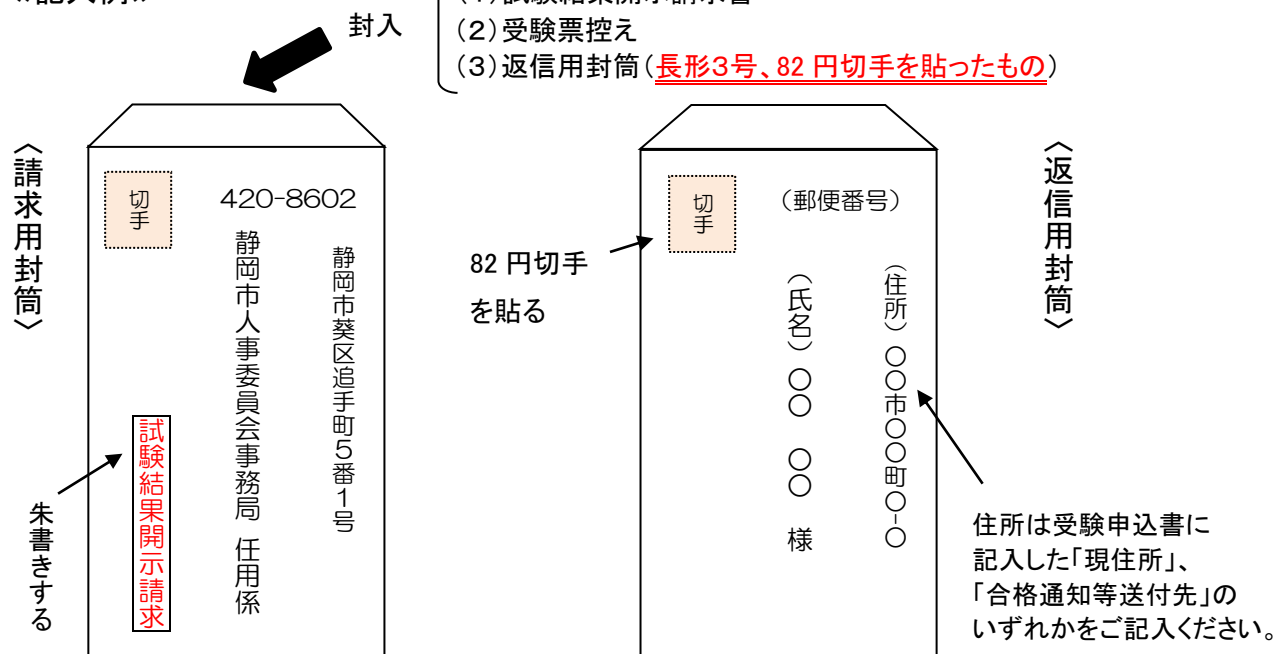 封入
(2)受験票控え
(3)返信用封筒(長形3号、82 円切手を貼ったもの)
〈請求用封筒〉
切手
420-8602
静岡市葵区追手町5番1号
静岡市人事委員会事務局 任用係
試験結果開示請求
朱書きする
〈返信用封筒〉
切手
82 円切手
を貼る
(郵便番号)
(住所)○○市○○町○-○
(氏名)○○ ○○ 様
住所は受験申込書に
記入した「現住所」、
「合格通知等送付先」の
いずれかをご記入ください。